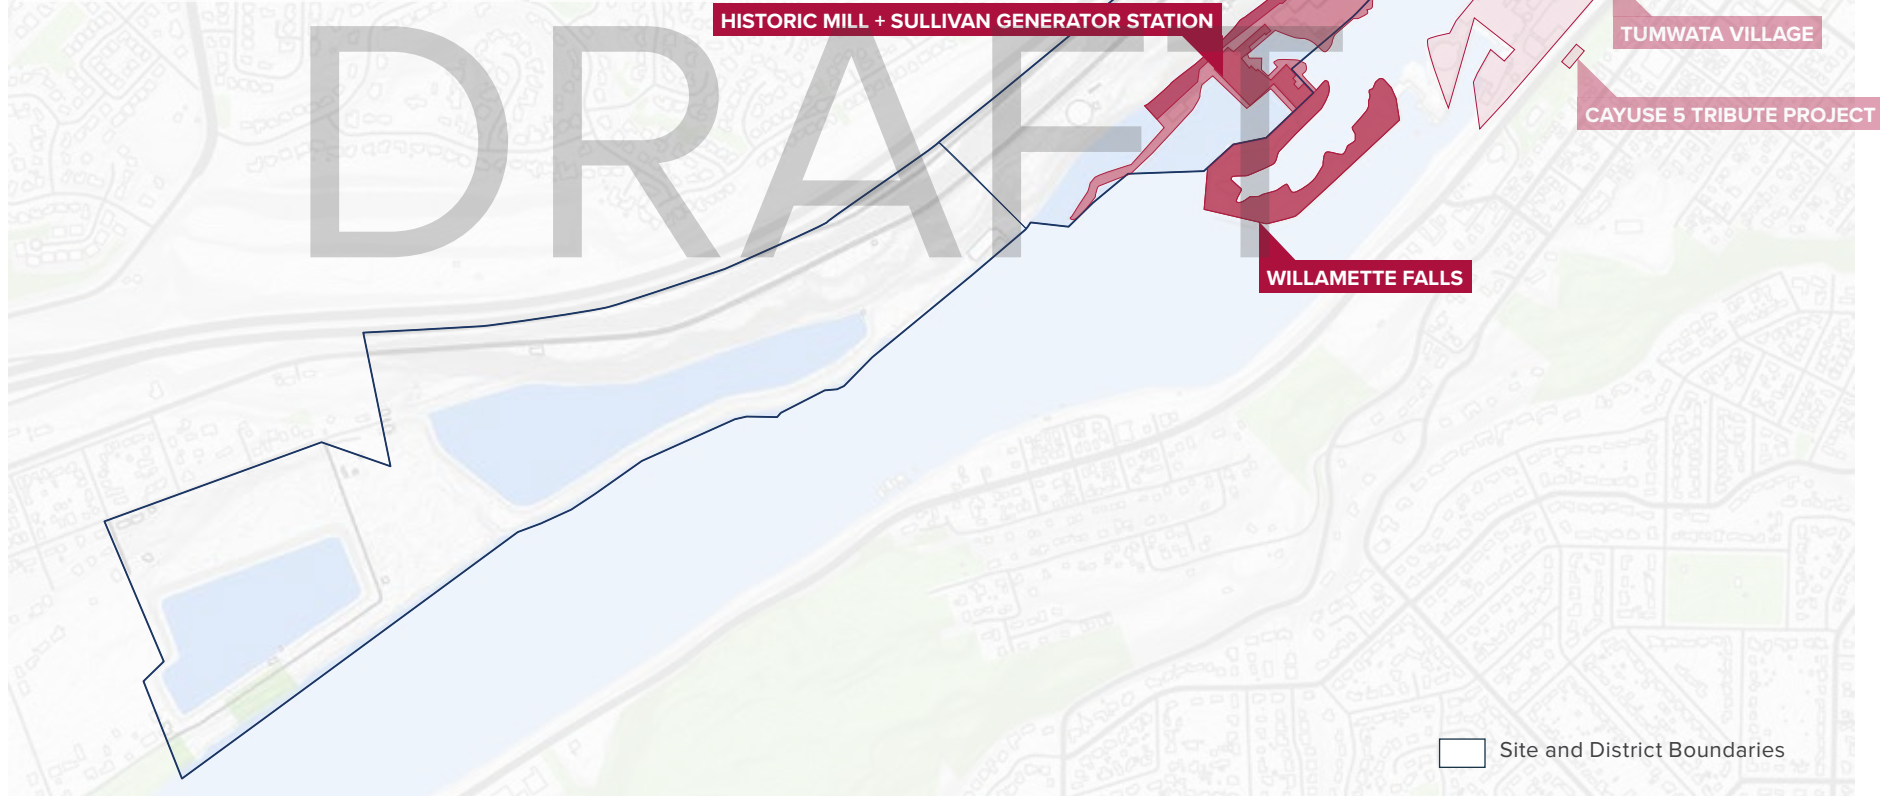 HISTORIC MILL + SULLIVAN GENERATOR STATION
TUMWATA VILLAGE
CAYUSE 5 TRIBUTE PROJECT
DRAFT
WILLAMETTE FALLS
Site and District Boundaries